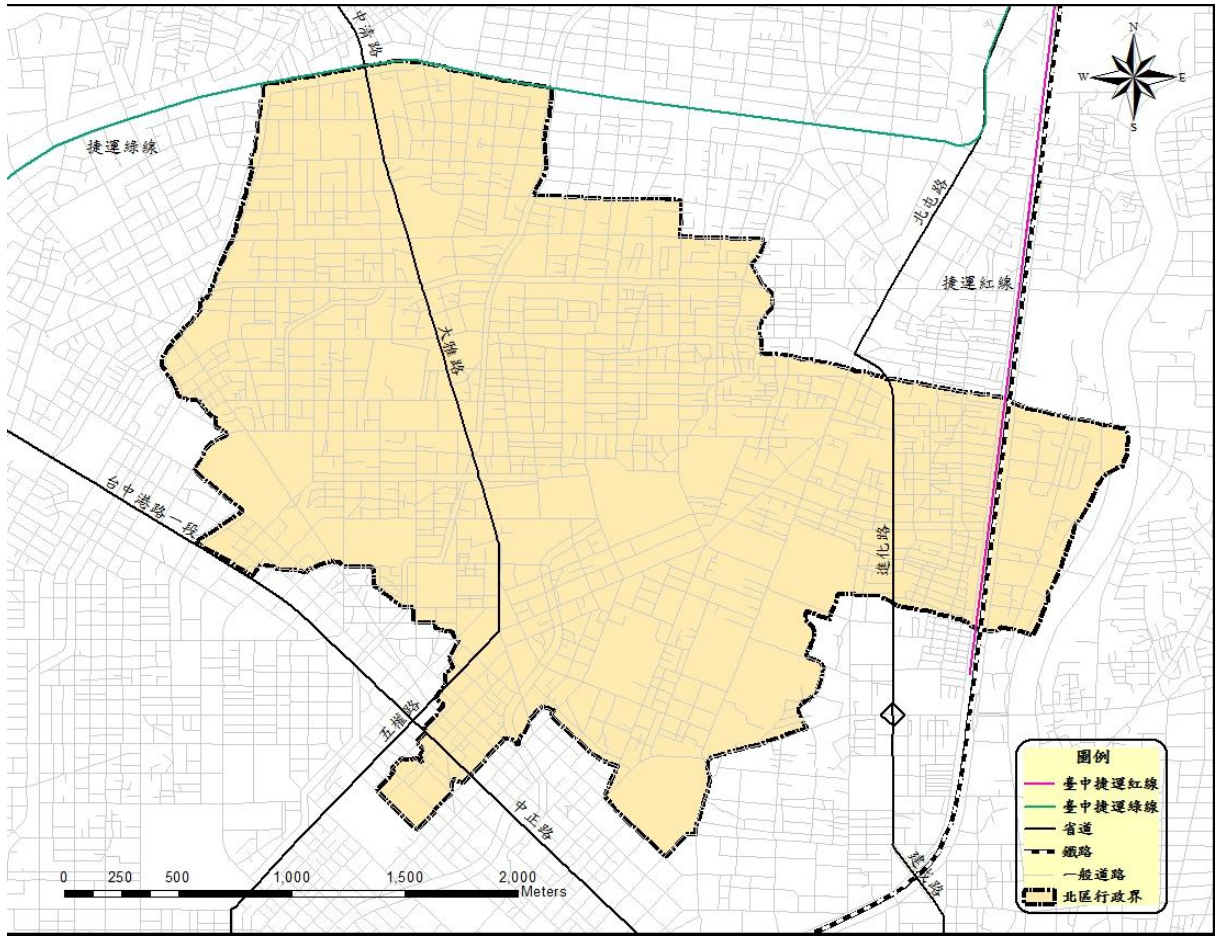 中清路
N
W
E
S
捷運綠線
北屯路
捷運紅線
大雅路
台中港路一段
進化路
五權路
中正路
建成路
0 250 500 1,000 1,500 2,000
Meters
圖例
臺中捷運紅線
臺中捷運綠線
省道
鐵路
一般道路
北區行政界